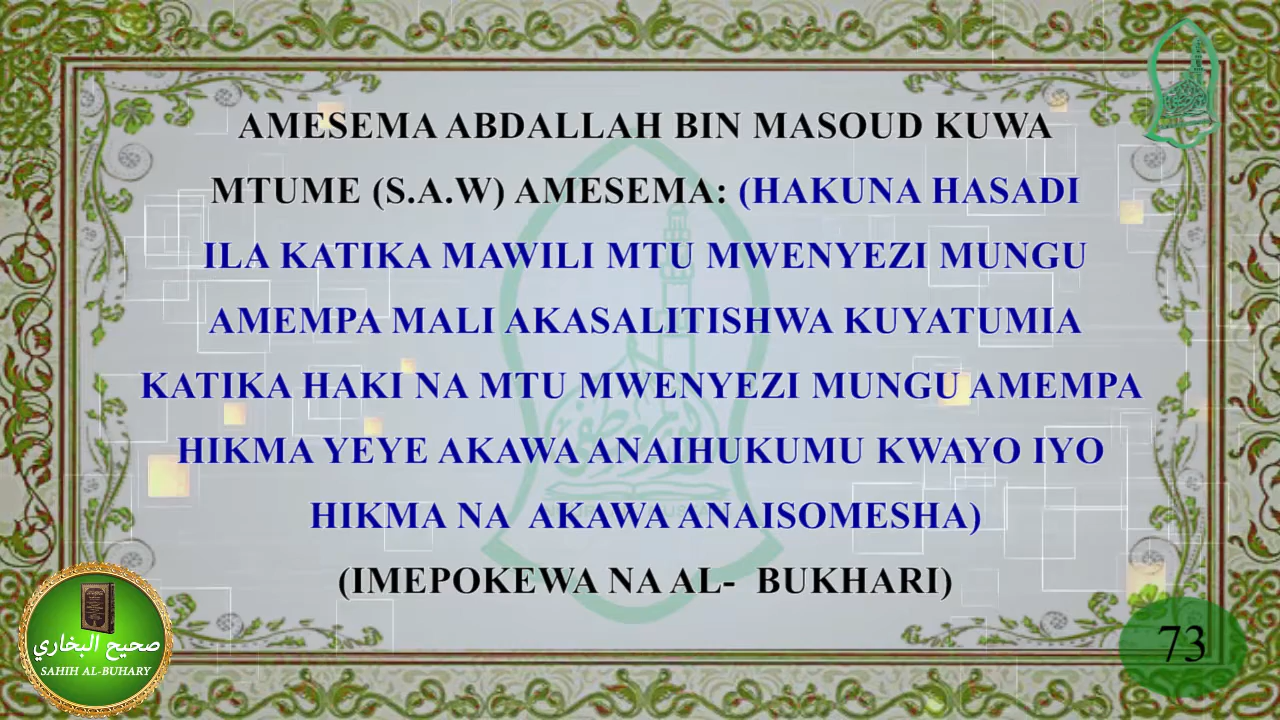 AMESEMA ABDALLAH BIN MASOUD KUWA
MTUME (S.A.W) AMESEMA: (HAKUNA HASADI
ILA KATIKA MAWILI MTU MWENYEZI MUNGU
AMEMPA MALI AKASALITISHWA KUYATUMIA
KATIKA HAKI NA MTU MWENYEZI MUNGU AMEMPA
HIKMA YEYE AKAWA ANAIHUKUMU KWAYO IYO
HIKMA NA AKAWA ANAISOMESHA)
(IMEPOKEWA NA AL- BUKHARI)
صحيح البخاري
SAHIH AL-BUHARY
73